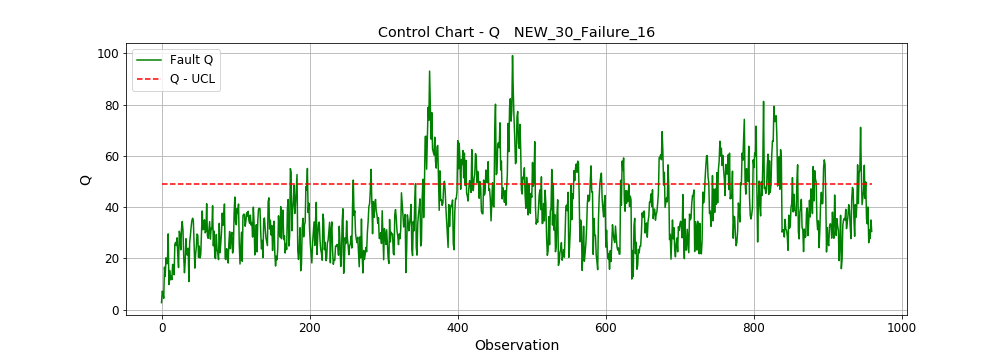 Control Chart - Q   NEW_30_Failure_16
Fault Q
Q - UCL
100
80
60
40
20
0
Q
0 200 400 600 800 1000
Observation